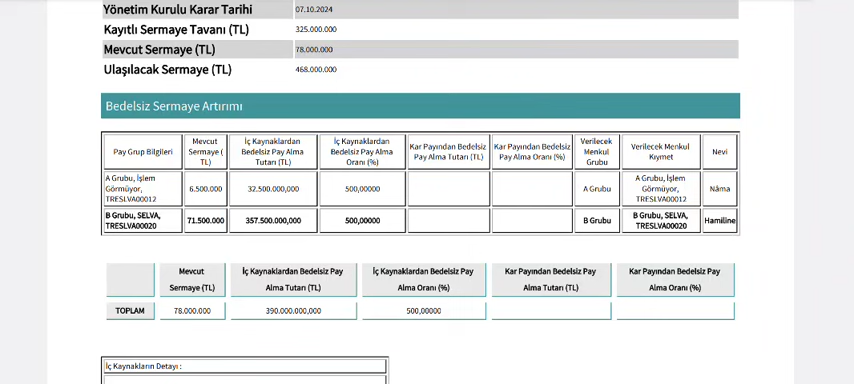 Yönetim Kurulu Karar Tarihi 07.10.2024
Kayıtlı Sermaye Tavanı (TL) 325.000.000
Mevcut Sermaye (TL) 78.000.000
Ulaşılacak Sermaye (TL) 468.000.000
Bedelsiz Sermaye Artırımı
Pay Grup Bilgileri
Mevcut
Sermaye (
TL)
İç Kaynaklardan
Bedelsiz Pay Alma
Tutarı (TL)
İç Kaynaklardan
Bedelsiz Pay Alma
Oranı (%)
Kar Payından Bedelsiz
Pay Alma Tutarı (TL)
Kar Payından Bedelsiz
Pay Alma Oranı (%)
Verilecek
Menkul
Grubu
Verilecek Menkul
Kıymet
Nevi
A Grubu, İşlem
Görmüyor,
TRESLVA00012
6.500.000
32.500.000,000
500,00000
A Grubu
A Grubu, İşlem
Görmüyor,
TRESLVA00012
Nâma
B Grubu, SELVA,
TRESLVA00020
71.500.000
357.500.000,000
500,00000
B Grubu
B Grubu, SELVA,
TRESLVA00020
Hamiline
Mevcut
Sermaye (TL)
İç Kaynaklardan Bedelsiz Pay
Alma Tutarı (TL)
İç Kaynaklardan Bedelsiz Pay
Alma Oranı (%)
Kar Payından Bedelsiz Pay
Alma Tutarı (TL)
Kar Payından Bedelsiz Pay
Alma Oranı (%)
TOPLAM 78.000.000 390.000.000,000 500,00000
İç Kaynakların Detayı :